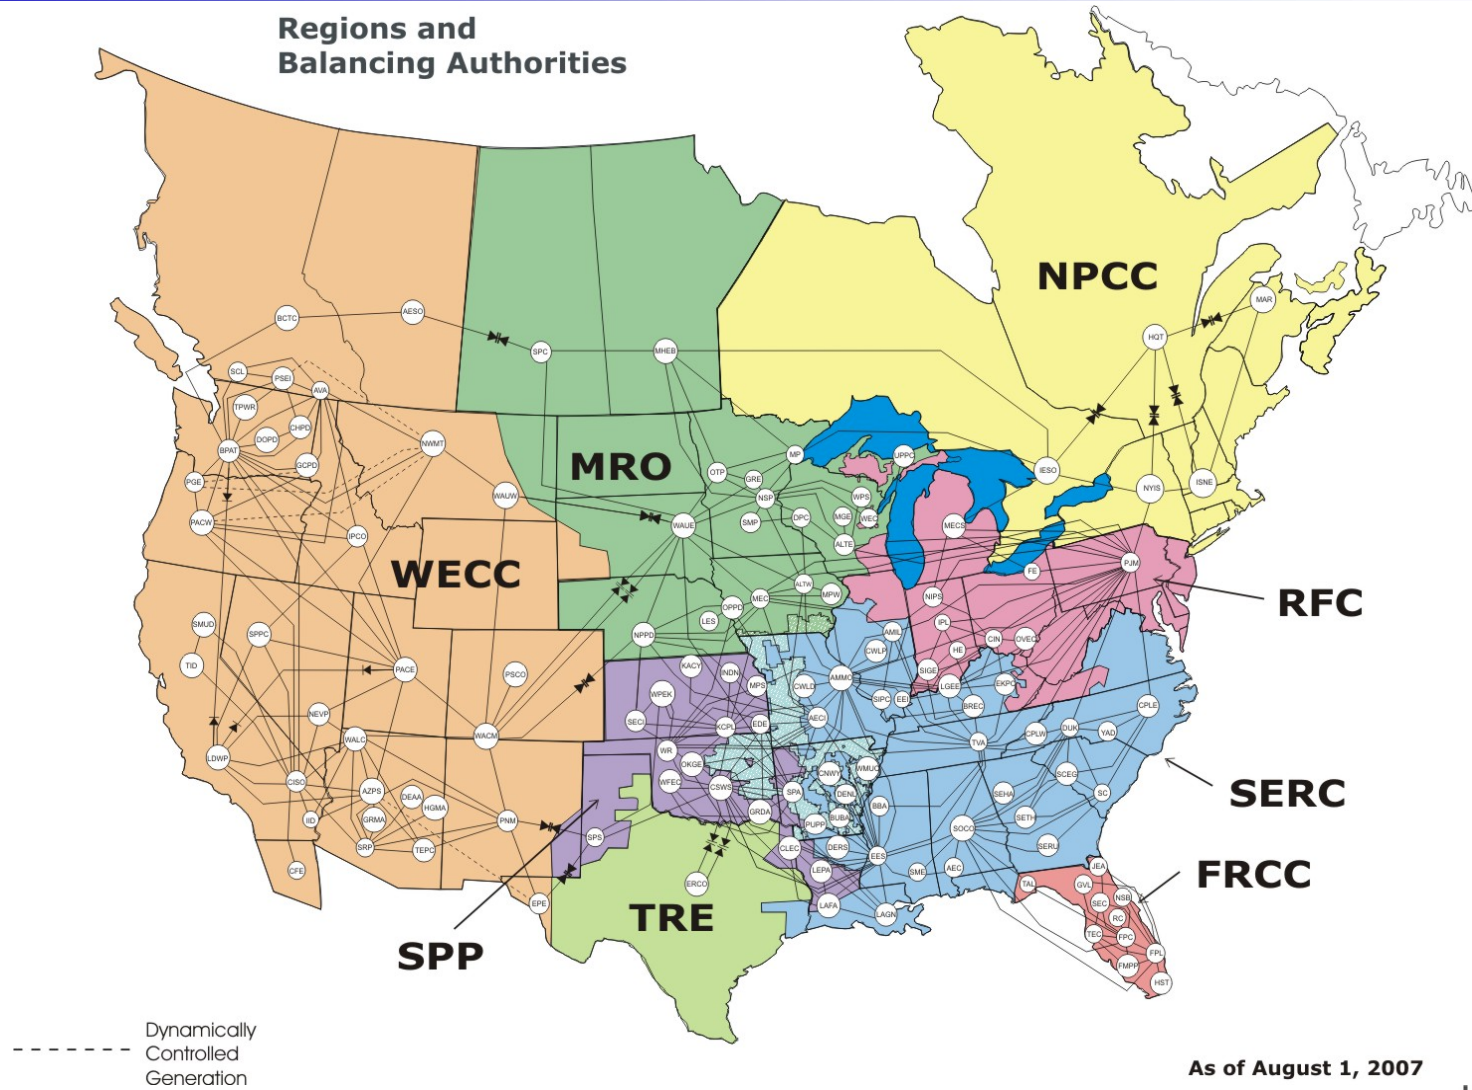 Regions and
Balancing Authorities
NPCC
MAR
HQT
BCTC
AESO
SPC
MHEB
SCL
PSEI
AVA
TPWR
CHPD
DOPD
BPAT
GCPD
NWMT
MRO
MP
UPPC
OTP
GRE
IESO
PGE
NYIS
ISNE
WAUW
NSP
WPS
PACW
WAUE
SMP
DPC
MGE
WEC
MECS
IPCO
ALTE
WECC
FE
PJM
RFC
ALTW
MPW
MEC
NIPS
OPPD
LES
SMUD
SPPC
NPPD
AMIL
IPL
CIN
OVEC
CWLP
HE
TID
PACE
PSCO
KACY
INDN
SIGE
WPEK
MPS
CWLD
AMMO
LGEE
EKPC
SIPC
EEI
BREC
CPLE
NEVP
SECI
KCPL
EDE
AECI
DUK
YAD
WALC
WACM
TVA
CPLW
WR
LDWP
OKGE
CNWY
WMUC
SCEG
CISO
WFEC
CSWS
SPA
DENL
SEHA
SC
SERC
AZPS
DEAA
HGMA
BBA
GRDA
IID
GRMA
PNM
PUPP
BUBA
SETH
SPS
SOCO
SRP
TEPC
CLEC
DERS
EES
SERU
CFE
LEPA
SME
AEC
JEA
FRCC
ERCO
TAL
GVL
EPE
TRE
LAFA
LAGN
SEC
NSB
RC
SPP
TEC
FPC
FPL
FMPP
HST
Dynamically
Controlled
Generation
As of August 1, 2007